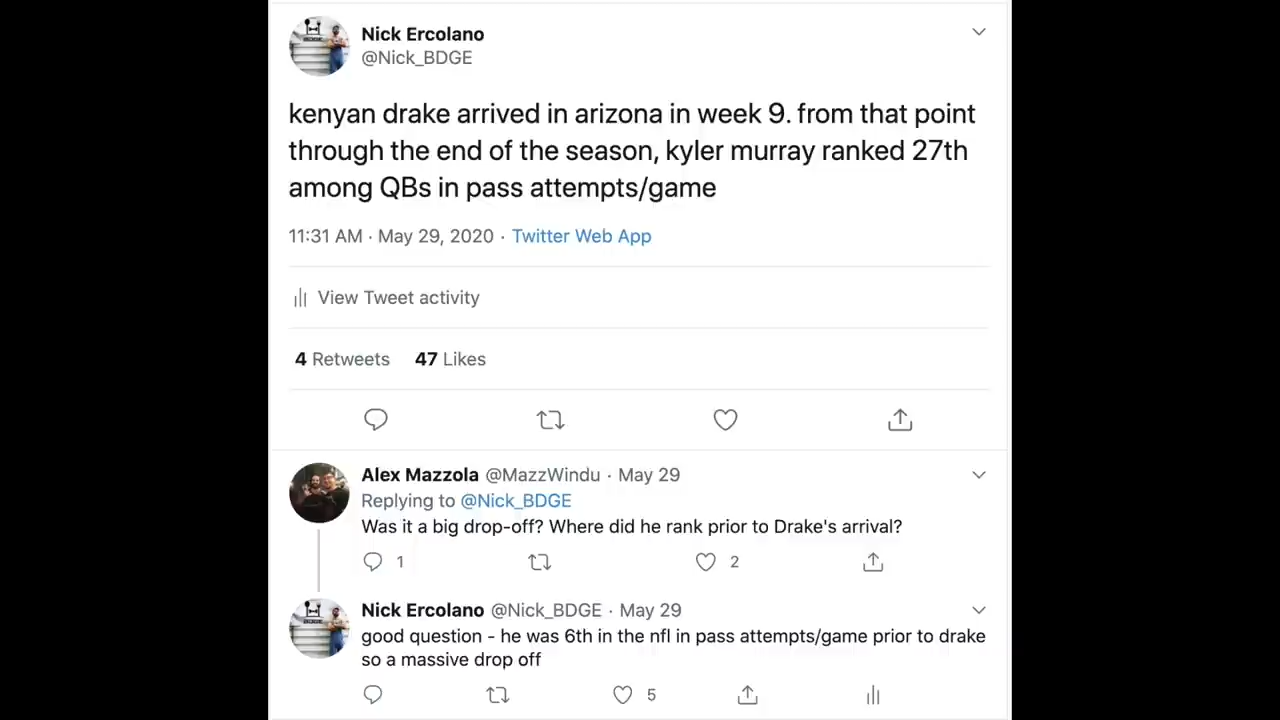 Nick Ercolano
@Nick_BDGE
kenyan drake arrived in arizona in week 9. from that point
through the end of the season, kyler murray ranked 27th
among QBs in pass attempts/game
11:31 AM · May 29, 2020 · Twitter Web App
View Tweet activity
4 Retweets 47 Likes
Alex Mazzola @MazzWindu · May 29
Replying to @Nick_BDGE
Was it a big drop-off? Where did he rank prior to Drake's arrival?
1 2
Nick Ercolano @Nick_BDGE · May 29
good question - he was 6th in the nfl in pass attempts/game prior to drake
so a massive drop off
5